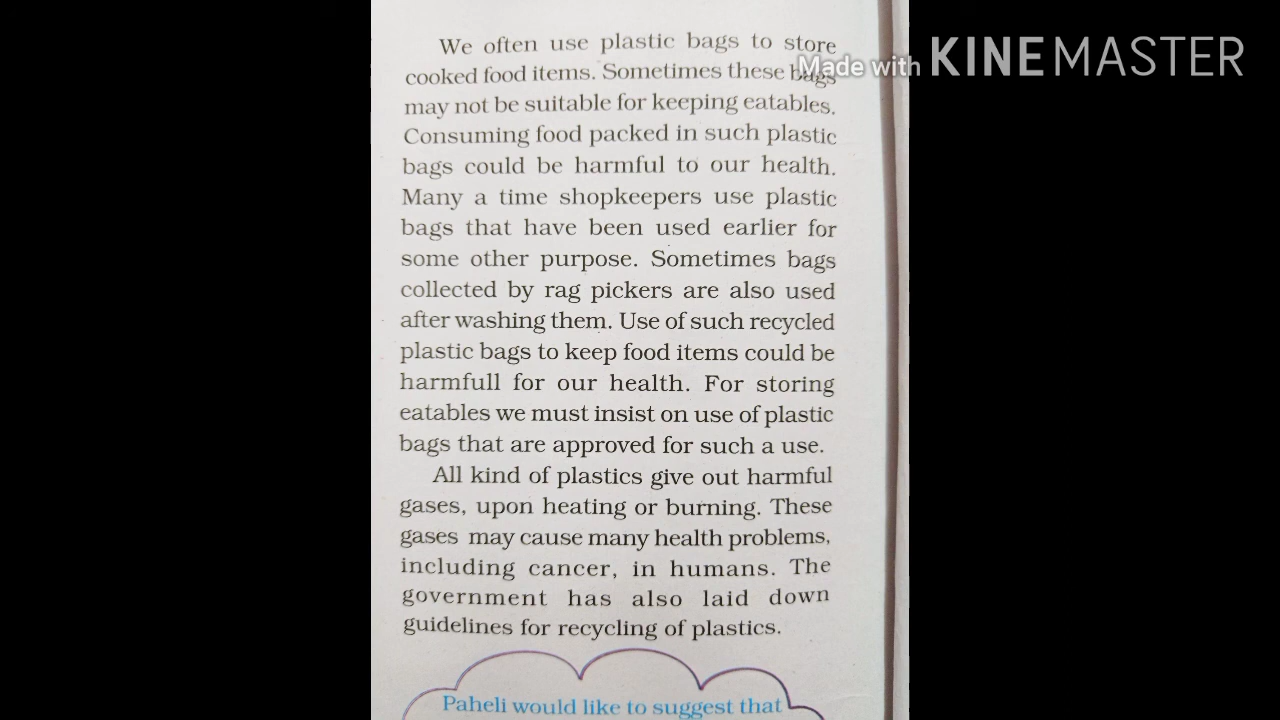 We often use plastic bags to store
Made with KINEMASTER
cooked food items. Sometimes these bags
may not be suitable for keeping eatables.
Consuming food packed in such plastic
bags could be harmful to our health.
Many a time shopkeepers use plastic
bags that have been used earlier for
some other purpose. Sometimes bags
collected by rag pickers are also used
after washing them. Use of such recycled
plastic bags to keep food items could be
harmfull for our health. For storing
eatables we must insist on use of plastic
bags that are approved for such a use.
All kind of plastics give out harmful
gases, upon heating or burning. These
gases may cause many health problems,
including cancer, in humans. The
government has also laid down
guidelines for recycling of plastics.
Paheli would like to suggest that